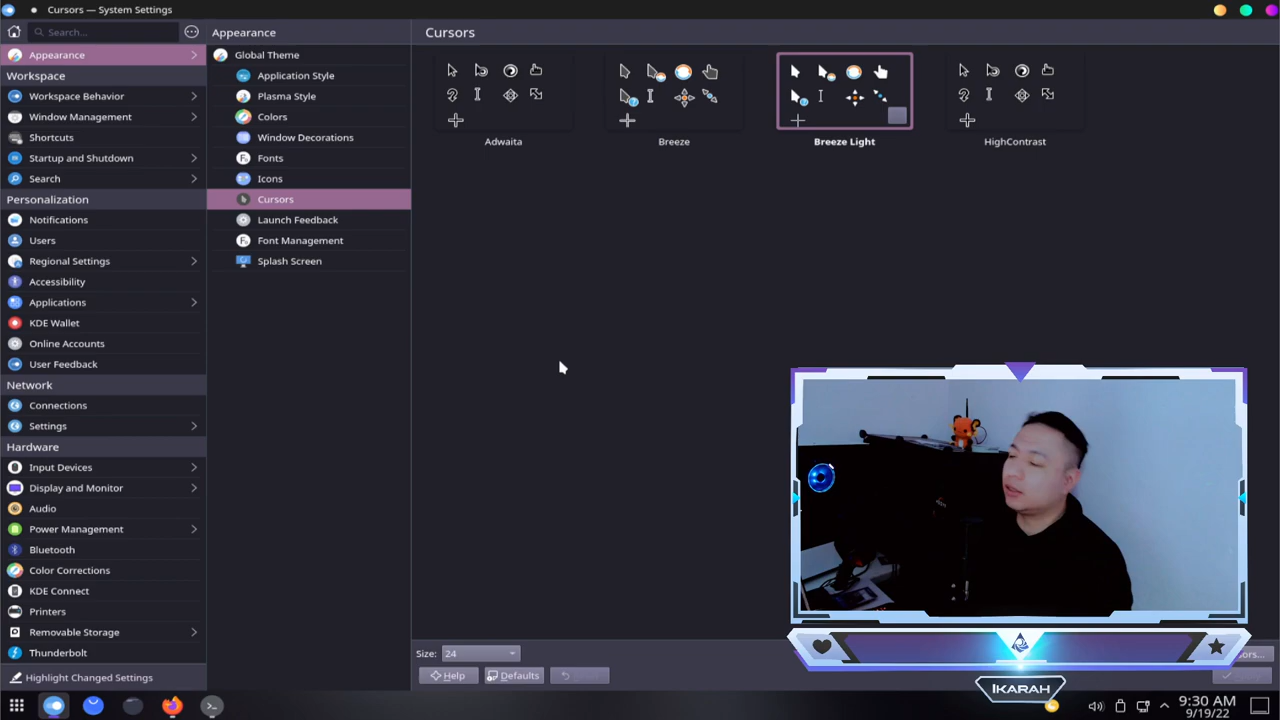 Cursors — System Settings
Search...
Appearance
Cursors
Appearance
Workspace
Workspace Behavior
Window Management
Shortcuts
Startup and Shutdown
Search
Personalization
Notifications
Users
Regional Settings
Accessibility
Applications
KDE Wallet
Online Accounts
User Feedback
Network
Connections
Settings
Hardware
Input Devices
Display and Monitor
Audio
Power Management
Bluetooth
Color Corrections
KDE Connect
Printers
Removable Storage
Thunderbolt
Highlight Changed Settings
Global Theme
Application Style
Plasma Style
Colors
Window Decorations
Fonts
Icons
Cursors
Launch Feedback
Font Management
Splash Screen
Adwaita
Breeze
Breeze Light
HighContrast
Size: 24
Help
Defaults
IKARAH
9:30 AM
9/19/22